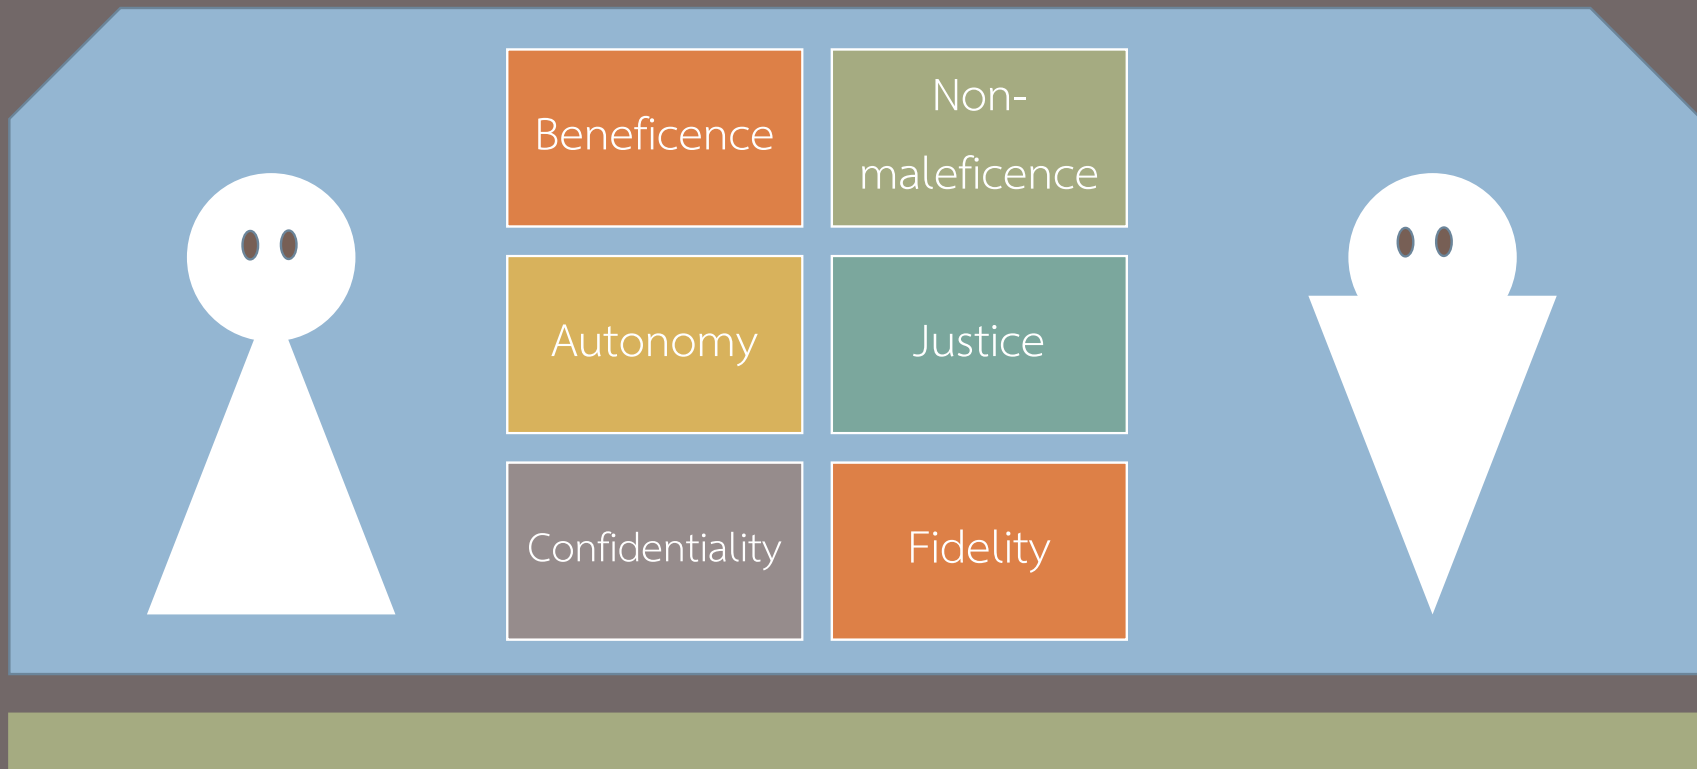 Beneficence
Non-
maleficence
Autonomy
Justice
Confidentiality
Fidelity